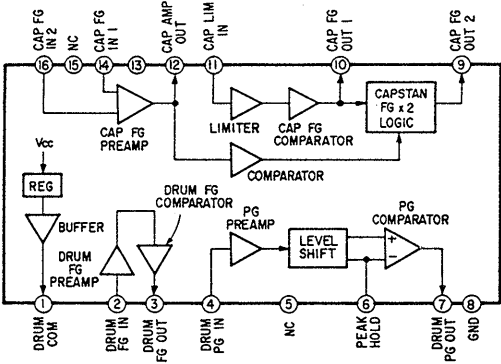 CAP FG IN 2
NC
CAP FG IN 1
CAP AMP OUT
CAP LIM IN
CAP FG OUT 1
CAP FG OUT 2
16
15
14
13
12
11
10
9
CAP FG
PREAMP
LIMITER
CAP FG
COMPARATOR
CAPSTAN
FG x 2
LOGIC
COMPARATOR
Vcc
REG
BUFFER
DRUM
FG
PREAMP
DRUM FG
COMPARATOR
PG
PREAMP
LEVEL
SHIFT
PG
COMPARATOR
+
−
1
2
3
4
5
6
7
8
DRUM COM
DRUM FG IN
DRUM FG OUT
DRUM PG IN
NC
PEAK HOLD
DRUM PG OUT
GND